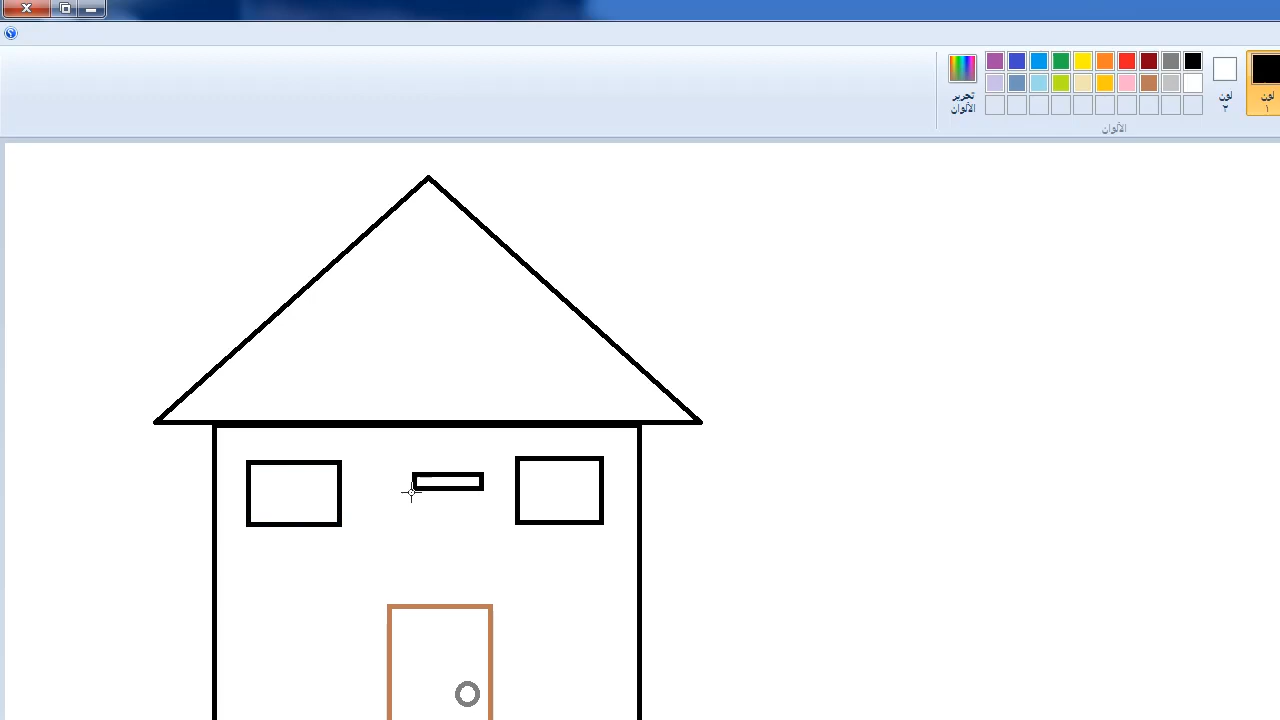 لون
١
لون
٢
تحرير
الألوان
الألوان